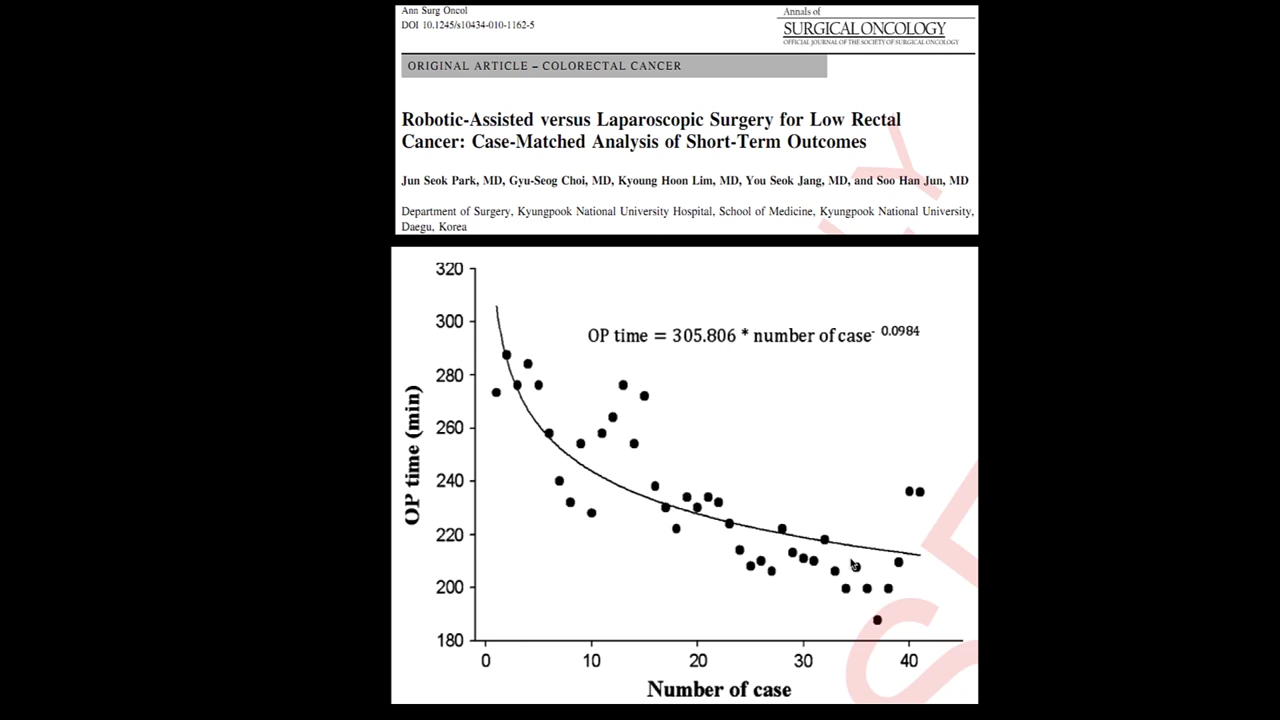 Ann Surg Oncol
DOI 10.1245/s10434-010-1162-5
Annals of
SURGICAL ONCOLOGY
OFFICIAL JOURNAL OF THE SOCIETY OF SURGICAL ONCOLOGY
ORIGINAL ARTICLE – COLORECTAL CANCER
Robotic-Assisted versus Laparoscopic Surgery for Low Rectal
Cancer: Case-Matched Analysis of Short-Term Outcomes
Jun Seok Park, MD, Gyu-Seog Choi, MD, Kyoung Hoon Lim, MD, You Seok Jang, MD, and Soo Han Jun, MD
Department of Surgery, Kyungpook National University Hospital, School of Medicine, Kyungpook National University,
Daegu, Korea
OP time = 305.806 * number of case- 0.0984
OP time (min)
320
300
280
260
240
220
200
180
0 10 20 30 40
Number of case